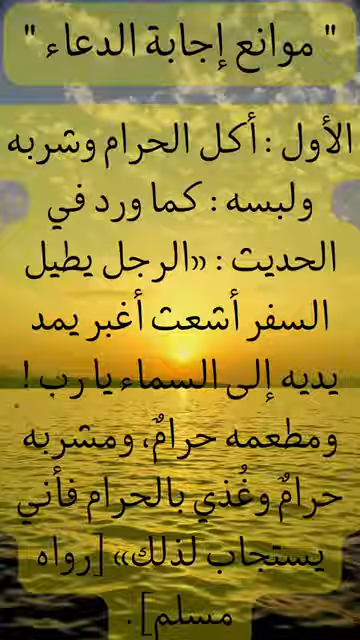 " موانع إجابة الدعاء "
الأول : أكل الحرام وشربه
ولبسه : كما ورد في
الحديث : «الرجل يطيل
السفر أشعث أغبر يمد
يديه إلى السماء يا رب !
ومطعمه حرامٌ، ومشربه
حرامٌ وغُذي بالحرام فأني
يستجاب لذلك» [رواه
مسلم] .